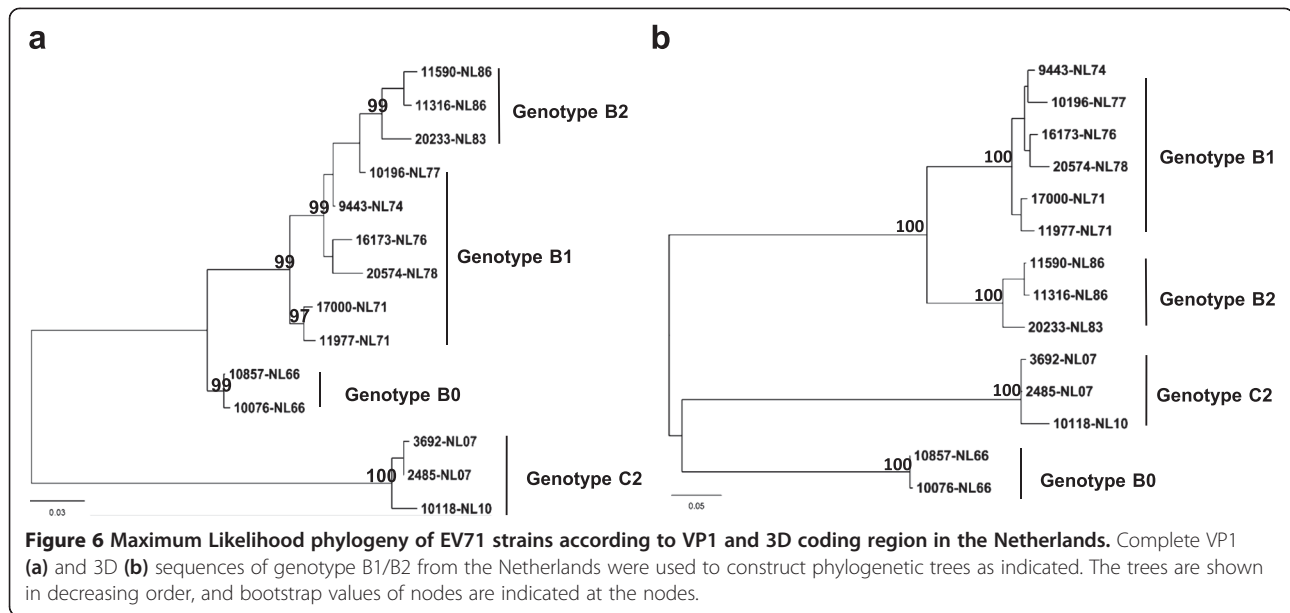 a
11590-NL86
11316-NL86
20233-NL83
99
Genotype B2
10196-NL77
9443-NL74
99
16173-NL76
20574-NL78
Genotype B1
99
17000-NL71
97
11977-NL71
10857-NL66
99
10076-NL66
Genotype B0
3692-NL07
2485-NL07
100
10118-NL10
Genotype C2
0.03
b
9443-NL74
10196-NL77
16173-NL76
100
20574-NL78
Genotype B1
17000-NL71
11977-NL71
100
11590-NL86
11316-NL86
100
20233-NL83
Genotype B2
3692-NL07
2485-NL07
100
10118-NL10
Genotype C2
10857-NL66
100
10076-NL66
Genotype B0
0.05
Figure 6 Maximum Likelihood phylogeny of EV71 strains according to VP1 and 3D coding region in the Netherlands. Complete VP1
(a) and 3D (b) sequences of genotype B1/B2 from the Netherlands were used to construct phylogenetic trees as indicated. The trees are shown
in decreasing order, and bootstrap values of nodes are indicated at the nodes.